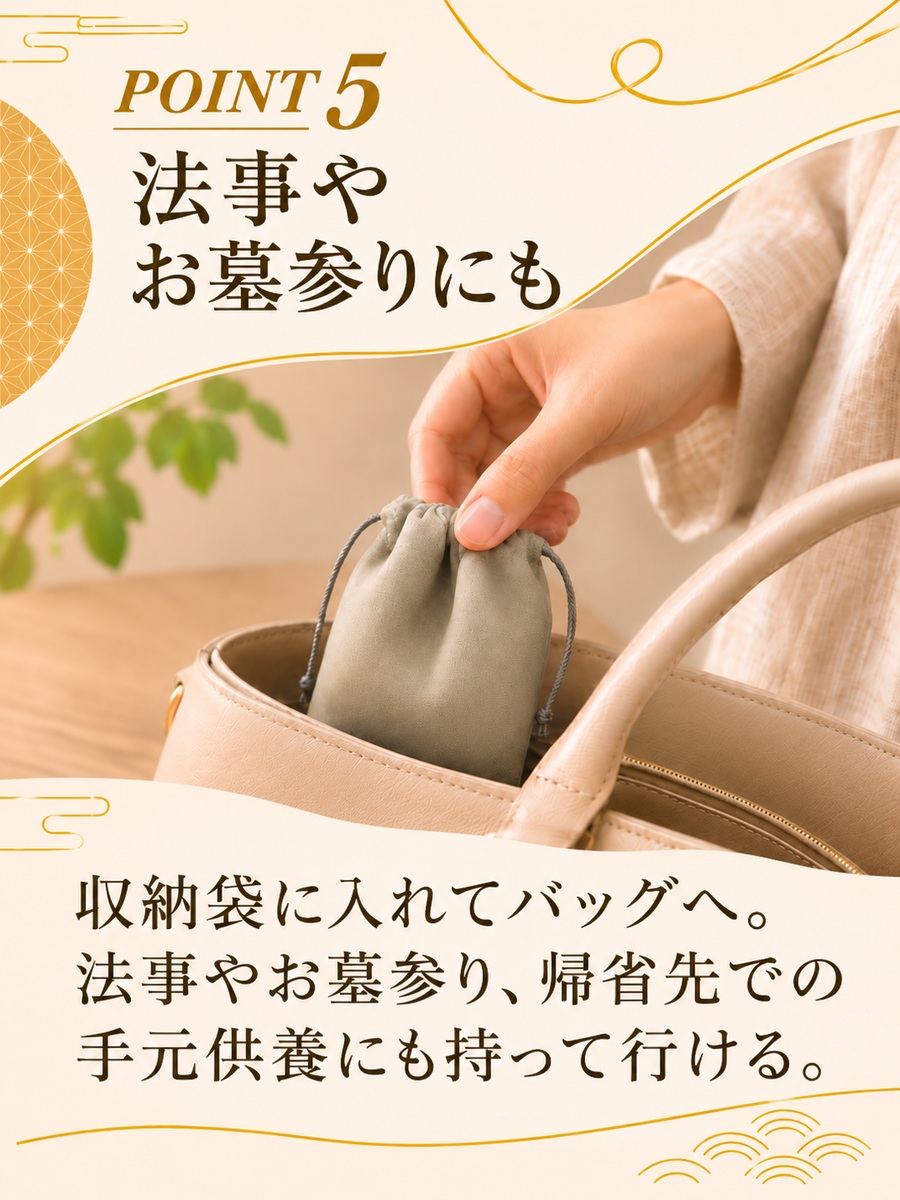 POINT 5
法事や
お墓参りにも
収納袋に入れてバッグへ。
法事やお墓参り、帰省先での
手元供養にも持って行ける。